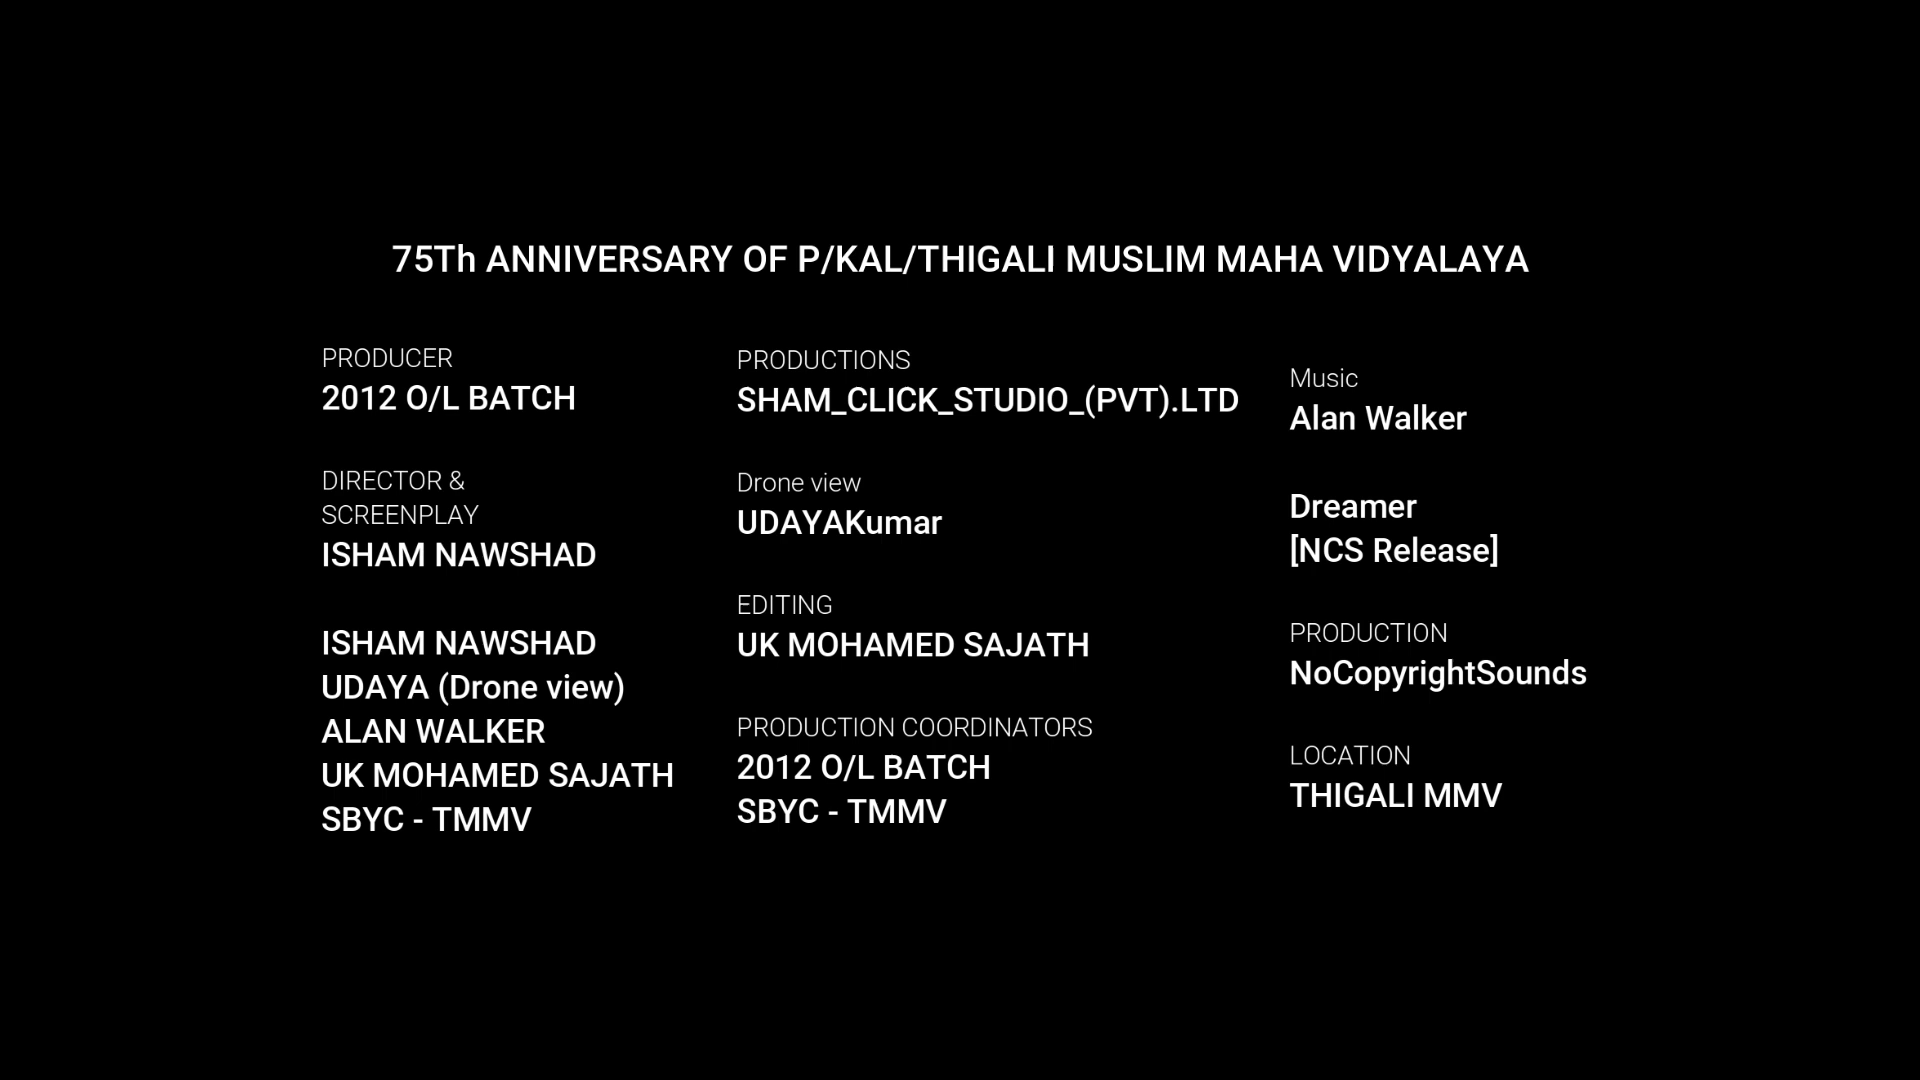 75Th ANNIVERSARY OF P/KAL/THIGALI MUSLIM MAHA VIDYALAYA
PRODUCER
2012 O/L BATCH
DIRECTOR &
SCREENPLAY
ISHAM NAWSHAD
ISHAM NAWSHAD
UDAYA (Drone view)
ALAN WALKER
UK MOHAMED SAJATH
SBYC - TMMV
PRODUCTIONS
SHAM_CLICK_STUDIO_(PVT).LTD
Drone view
UDAYAKumar
EDITING
UK MOHAMED SAJATH
PRODUCTION COORDINATORS
2012 O/L BATCH
SBYC - TMMV
Music
Alan Walker
Dreamer
[NCS Release]
PRODUCTION
NoCopyrightSounds
LOCATION
THIGALI MMV